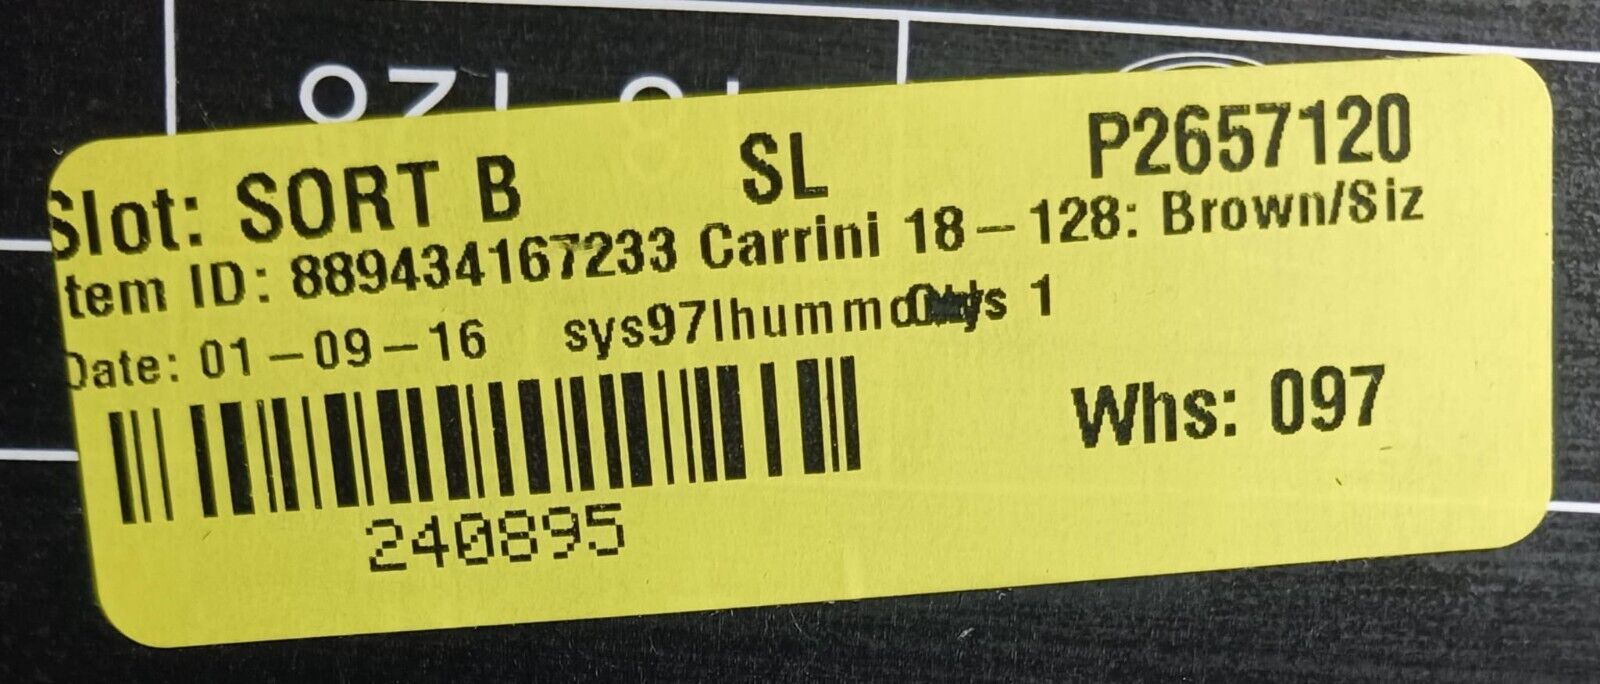 Slot: SORT B SL P2657120
tem ID: 889434167233 Carrini 18-128: Brown/Siz
Date: 01-09-16 1
Whs: 097
240895